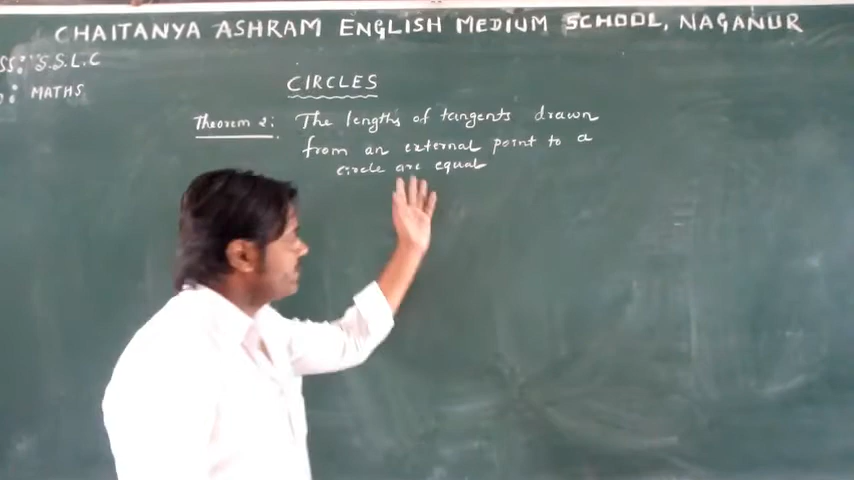 CHAITANYA ASHRAM ENGLISH MEDIUM SCHOOL, NAGANUR
SS: S.S.L.C
: MATHS
CIRCLES
Theorem 2: The lengths of tangents drawn
from an external point to a
circle are equal